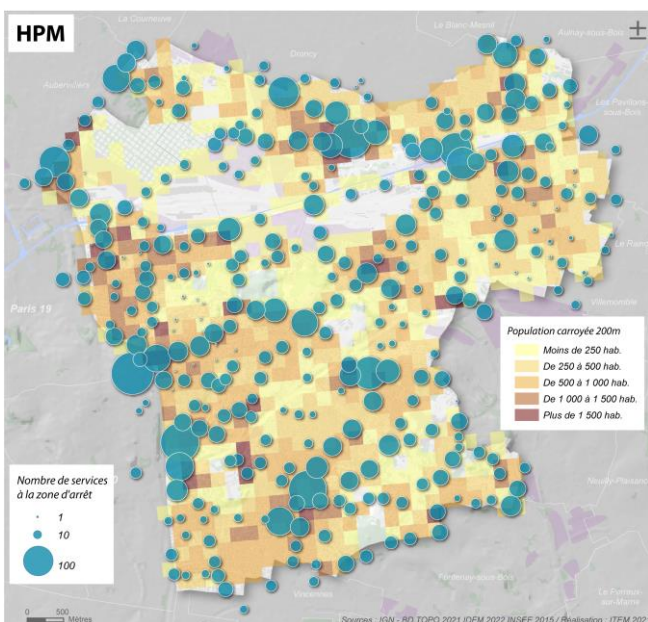 HPM
La Courneuve
Le Blanc-Mesnil
Aulnay-sous-Bois
Drancy
Aubervilliers
Les Pavillons-
sous-Bois
Le Rainc
Paris 19
Villemomble
Population carroyée 200m
Moins de 250 hab.
De 250 à 500 hab.
De 500 à 1 000 hab.
De 1 000 à 1 500 hab.
Plus de 1 500 hab.
Nombre de services
à la zone d'arrêt
1
10
100
Neuilly-Plaisanc
Fontenay-sous-Bois
Vincennes
Le Perreux-
sur-Marne
0 500
Mètres
Sources : IGN - BD TOPO 2021 IDFM 2022 INSEE 2015 / Réalisation : ITEM 202